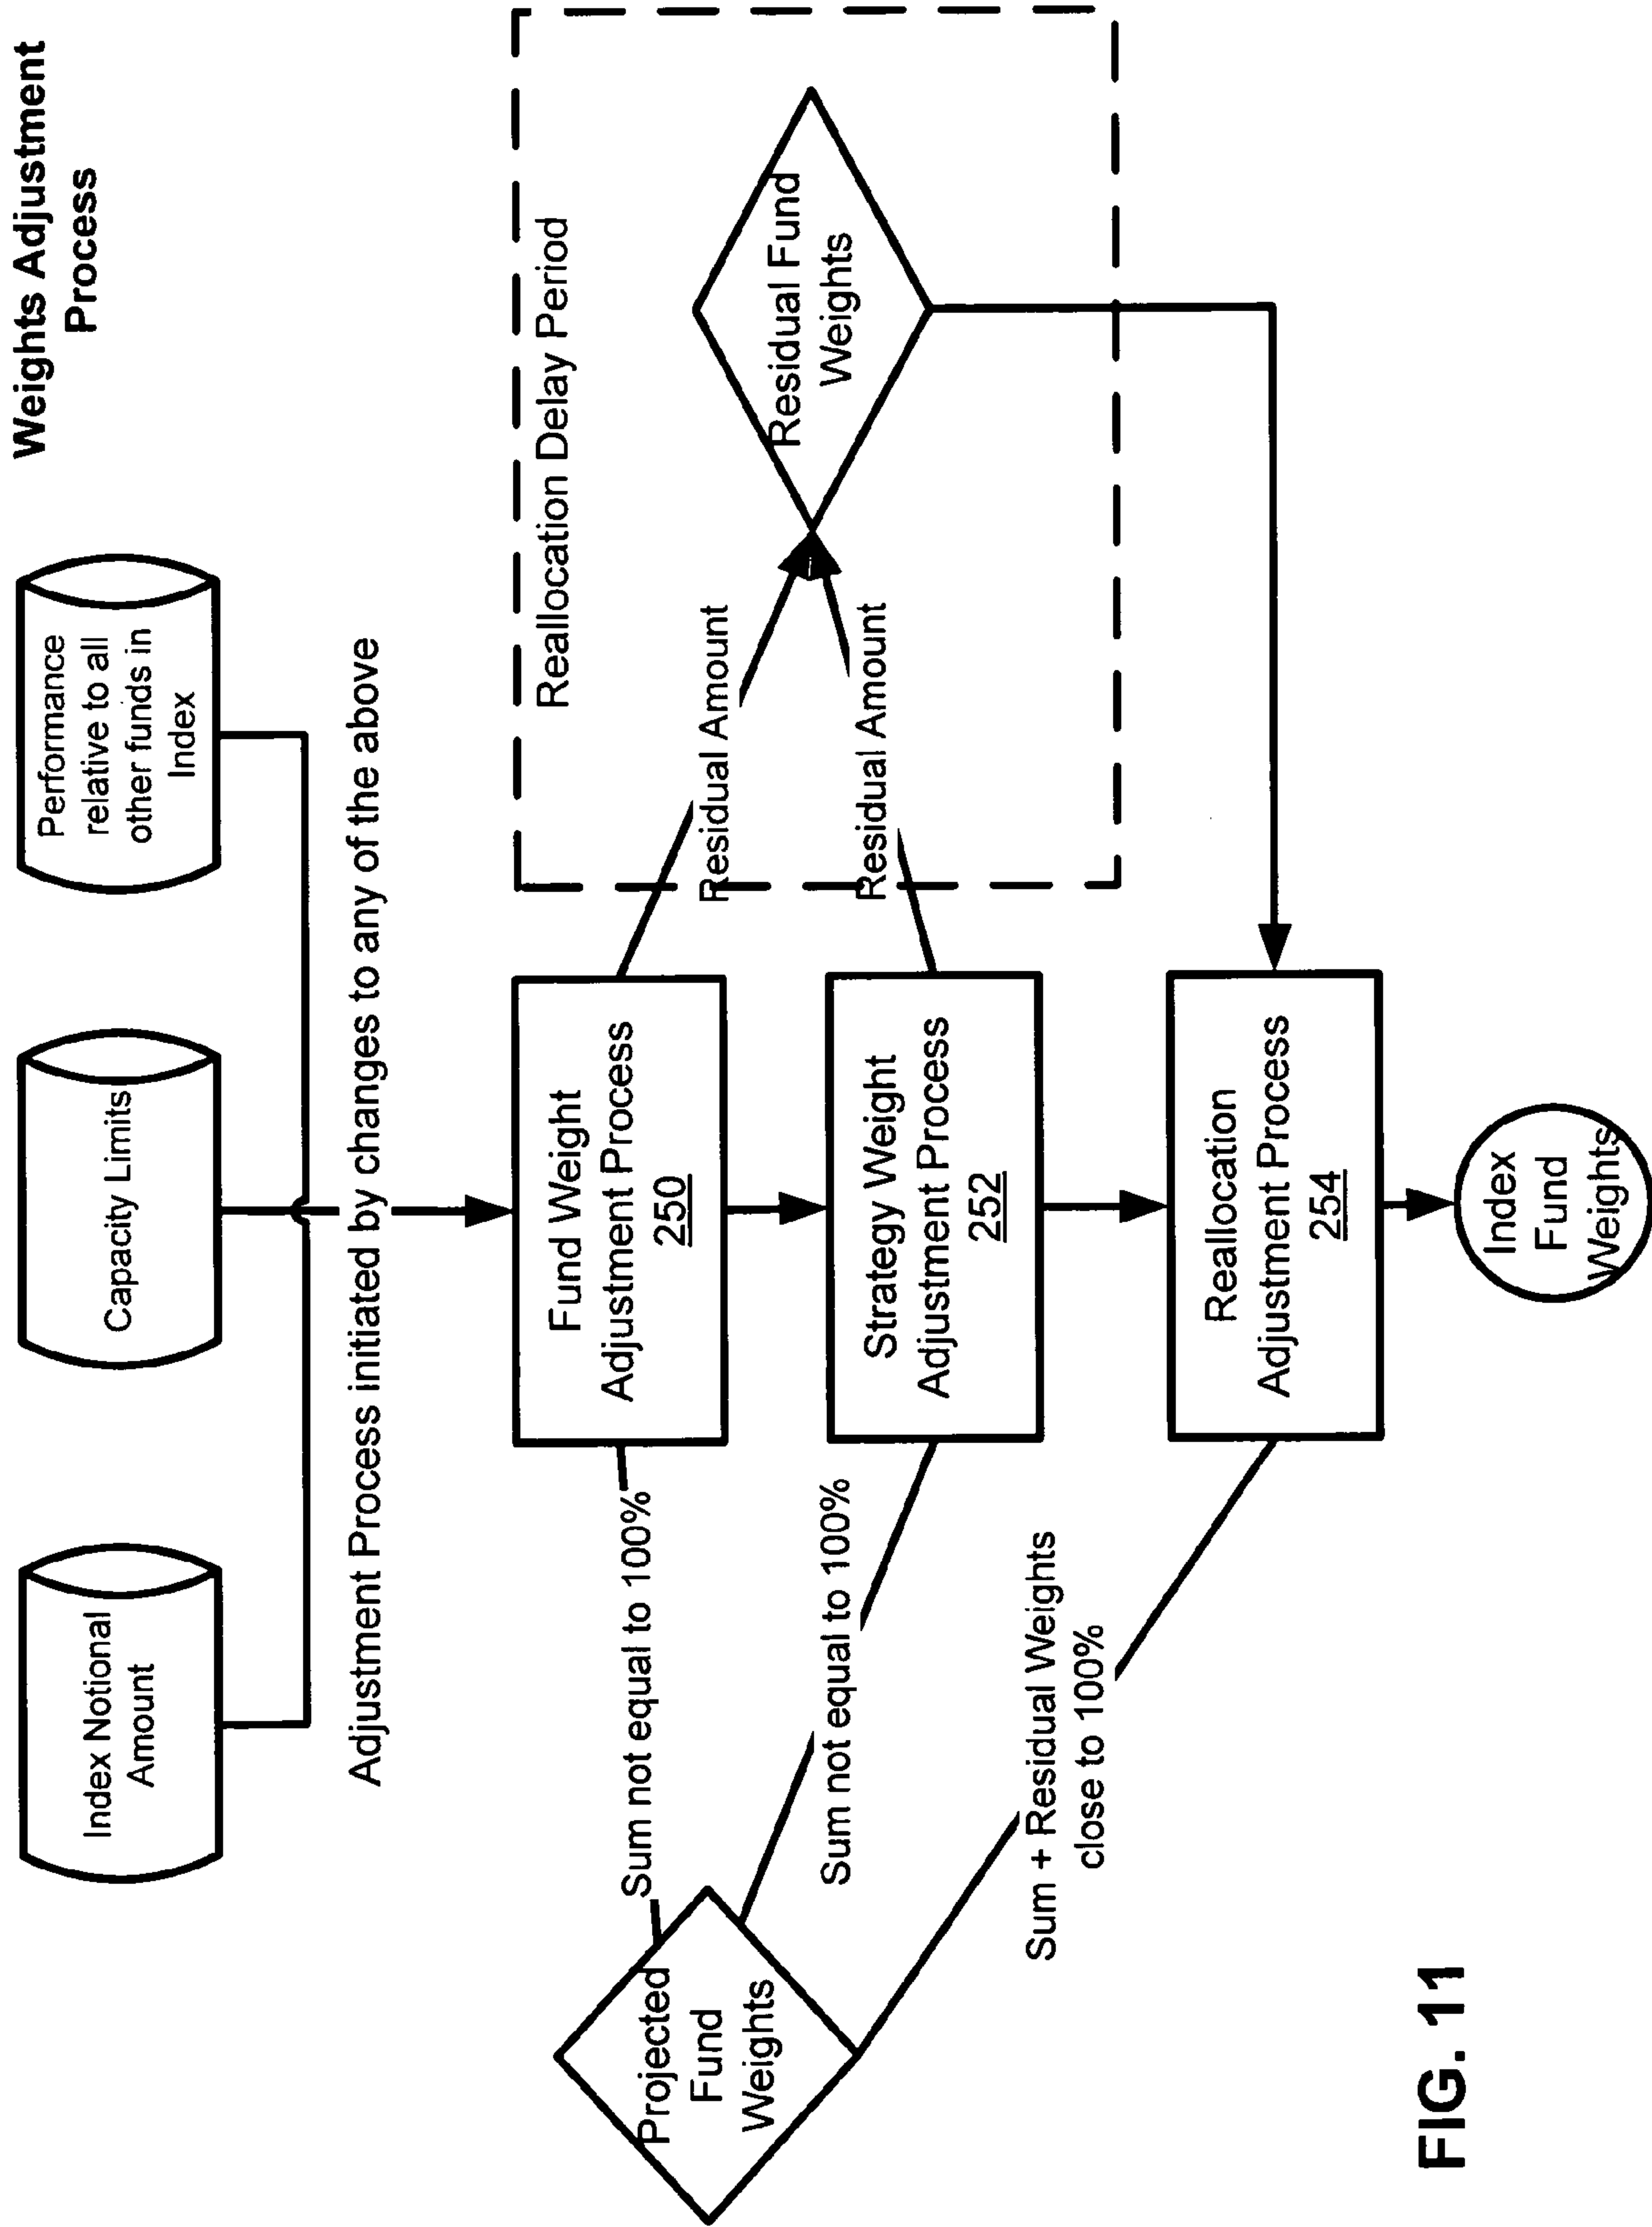 Weights Adjustment
Process
Index Notional
Amount
Capacity Limits
Performance
relative to all
other funds in
Index
Adjustment Process initiated by changes to any of the above
Reallocation Delay Period
Projected
Fund
Weights
Sum not equal to 100%
Fund Weight
Adjustment Process
250
Residual Amount
Residual Fund
Weights
Sum not equal to 100%
Strategy Weight
Adjustment Process
252
Residual Amount
Sum + Residual Weights
close to 100%
Reallocation
Adjustment Process
254
Index
Fund
Weights
FIG. 11